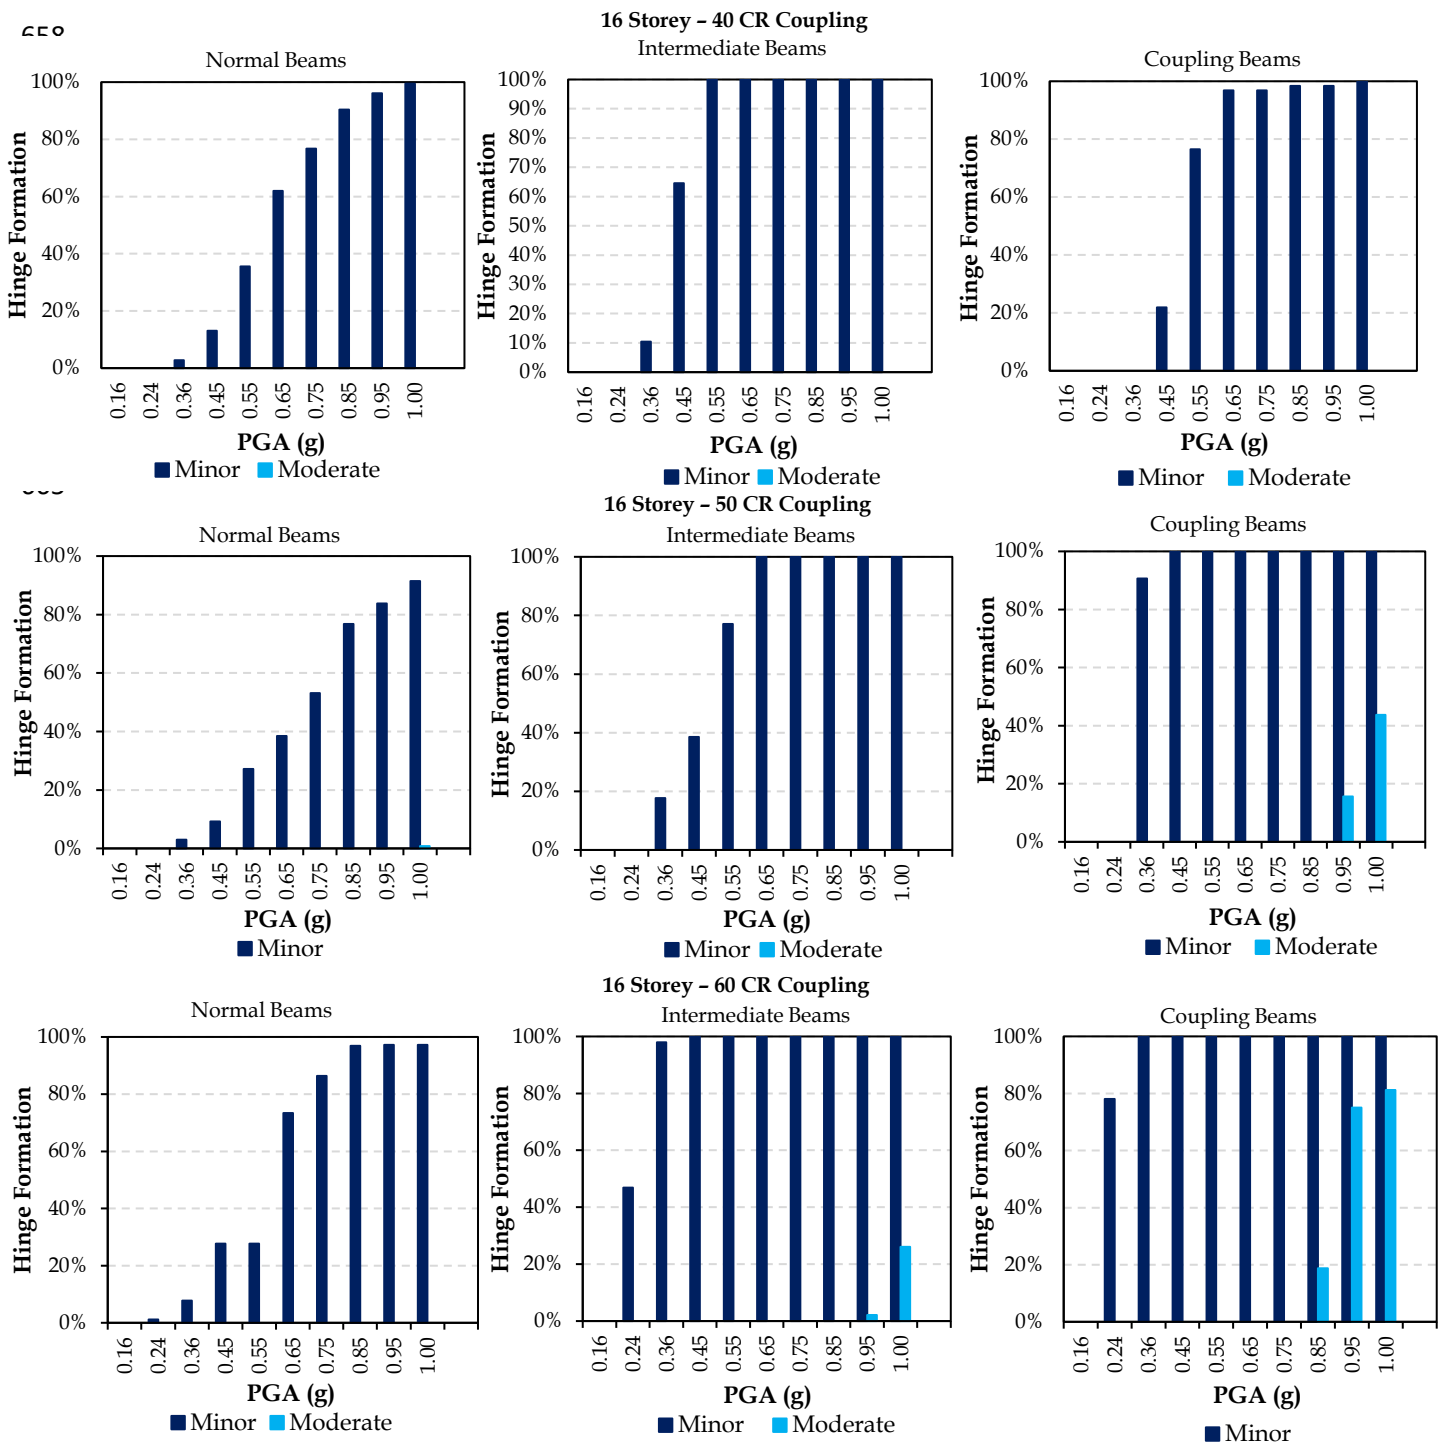 16 Storey – 40 CR Coupling
Normal Beams
Intermediate Beams
Coupling Beams
Hinge Formation
100%
80%
60%
40%
20%
0%
0.16 0.24 0.36 0.45 0.55 0.65 0.75 0.85 0.95 1.00
PGA (g)
Minor Moderate
Hinge Formation
100%
90%
80%
70%
60%
50%
40%
30%
20%
10%
0%
0.16 0.24 0.36 0.45 0.55 0.65 0.75 0.85 0.95 1.00
PGA (g)
Minor Moderate
Hinge Formation
100%
80%
60%
40%
20%
0%
0.16 0.24 0.36 0.45 0.55 0.65 0.75 0.85 0.95 1.00
PGA (g)
Minor Moderate
16 Storey – 50 CR Coupling
Normal Beams
Intermediate Beams
Coupling Beams
Hinge Formation
100%
80%
60%
40%
20%
0%
0.16 0.24 0.36 0.45 0.55 0.65 0.75 0.85 0.95 1.00
PGA (g)
Minor
Hinge Formation
100%
80%
60%
40%
20%
0%
0.16 0.24 0.36 0.45 0.55 0.65 0.75 0.85 0.95 1.00
PGA (g)
Minor Moderate
Hinge Formation
100%
80%
60%
40%
20%
0%
0.16 0.24 0.36 0.45 0.55 0.65 0.75 0.85 0.95 1.00
PGA (g)
Minor Moderate
16 Storey – 60 CR Coupling
Normal Beams
Intermediate Beams
Coupling Beams
Hinge Formation
100%
80%
60%
40%
20%
0%
0.16 0.24 0.36 0.45 0.55 0.65 0.75 0.85 0.95 1.00
PGA (g)
Minor Moderate
Hinge Formation
100%
80%
60%
40%
20%
0%
0.16 0.24 0.36 0.45 0.55 0.65 0.75 0.85 0.95 1.00
PGA (g)
Minor Moderate
Hinge Formation
100%
80%
60%
40%
20%
0%
0.16 0.24 0.36 0.45 0.55 0.65 0.75 0.85 0.95 1.00
PGA (g)
Minor